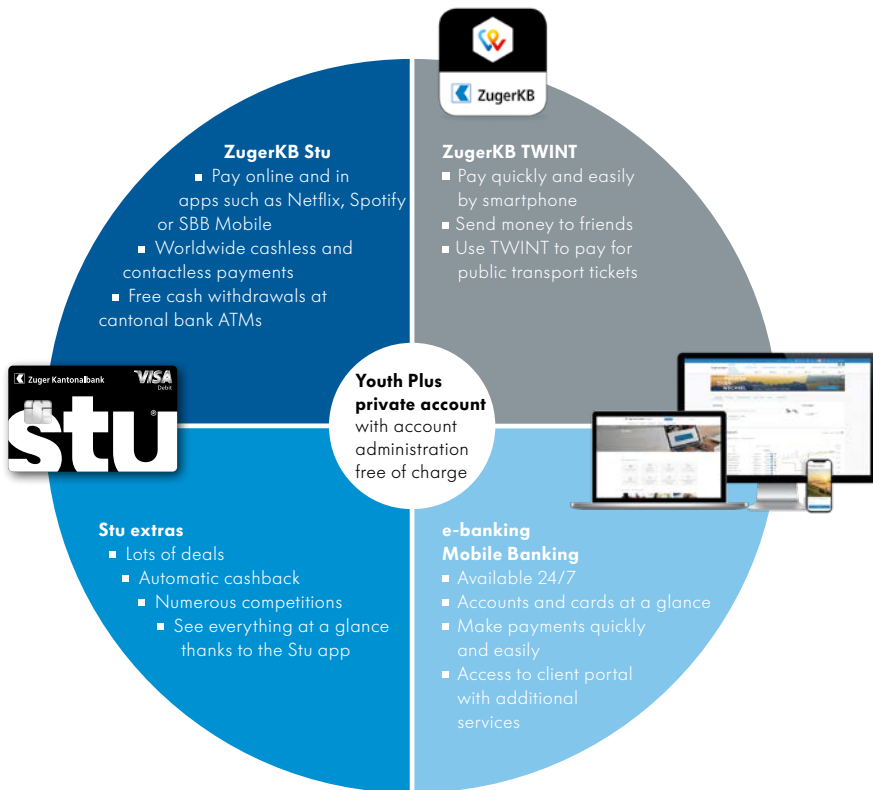 ZugerKB
ZugerKB Stu
▪ Pay online and in
apps such as Netflix, Spotify
or SBB Mobile
▪ Worldwide cashless and
contactless payments
▪ Free cash withdrawals at
cantonal bank ATMs
ZugerKB TWINT
▪ Pay quickly and easily
by smartphone
▪ Send money to friends
▪ Use TWINT to pay for
public transport tickets
Zuger Kantonalbank
VISA
Debit
stu
Youth Plus
private account
with account
administration
free of charge
Stu extras
▪ Lots of deals
▪ Automatic cashback
▪ Numerous competitions
▪ See everything at a glance
thanks to the Stu app
e-banking
Mobile Banking
▪ Available 24/7
▪ Accounts and cards at a glance
▪ Make payments quickly
and easily
▪ Access to client portal
with additional
services